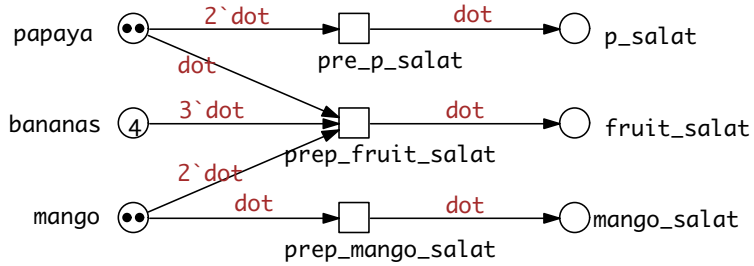 papaya 2`dot dot p_salat
pre_p_salat
dot
bananas 4 3`dot dot fruit_salat
prep_fruit_salat
2`dot
mango dot dot mango_salat
prep_mango_salat